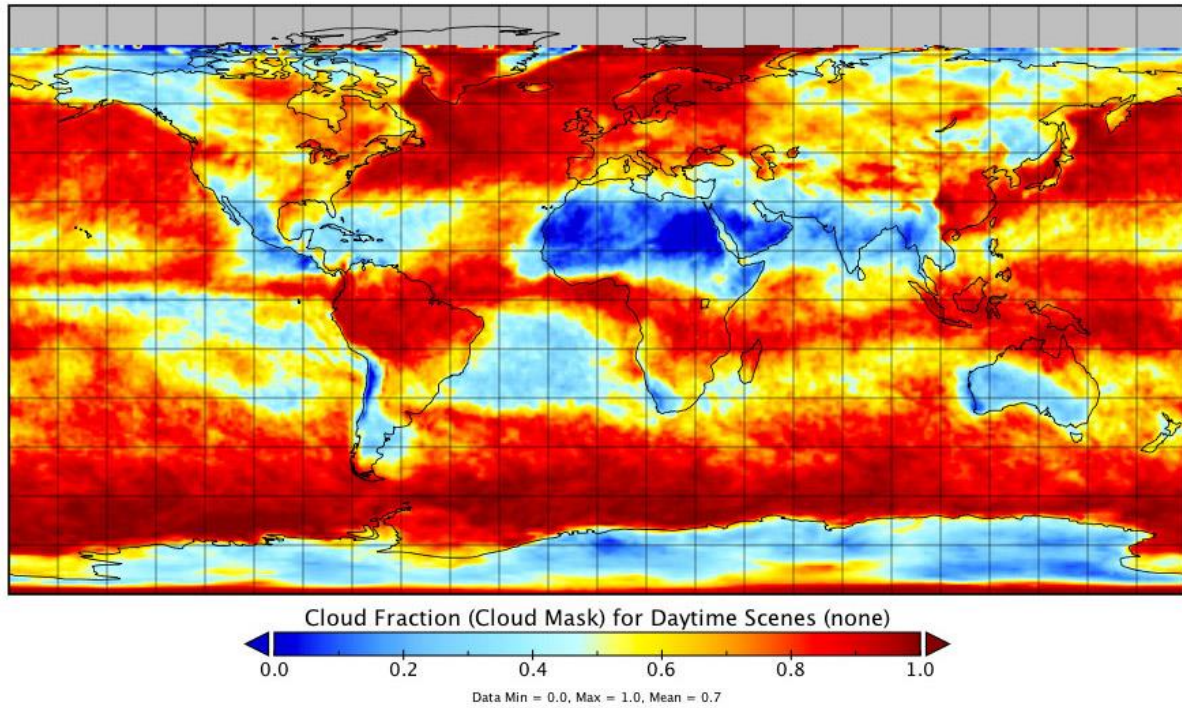 Cloud Fraction (Cloud Mask) for Daytime Scenes (none)
0.0 0.2 0.4 0.6 0.8 1.0
Data Min = 0.0, Max = 1.0, Mean = 0.7